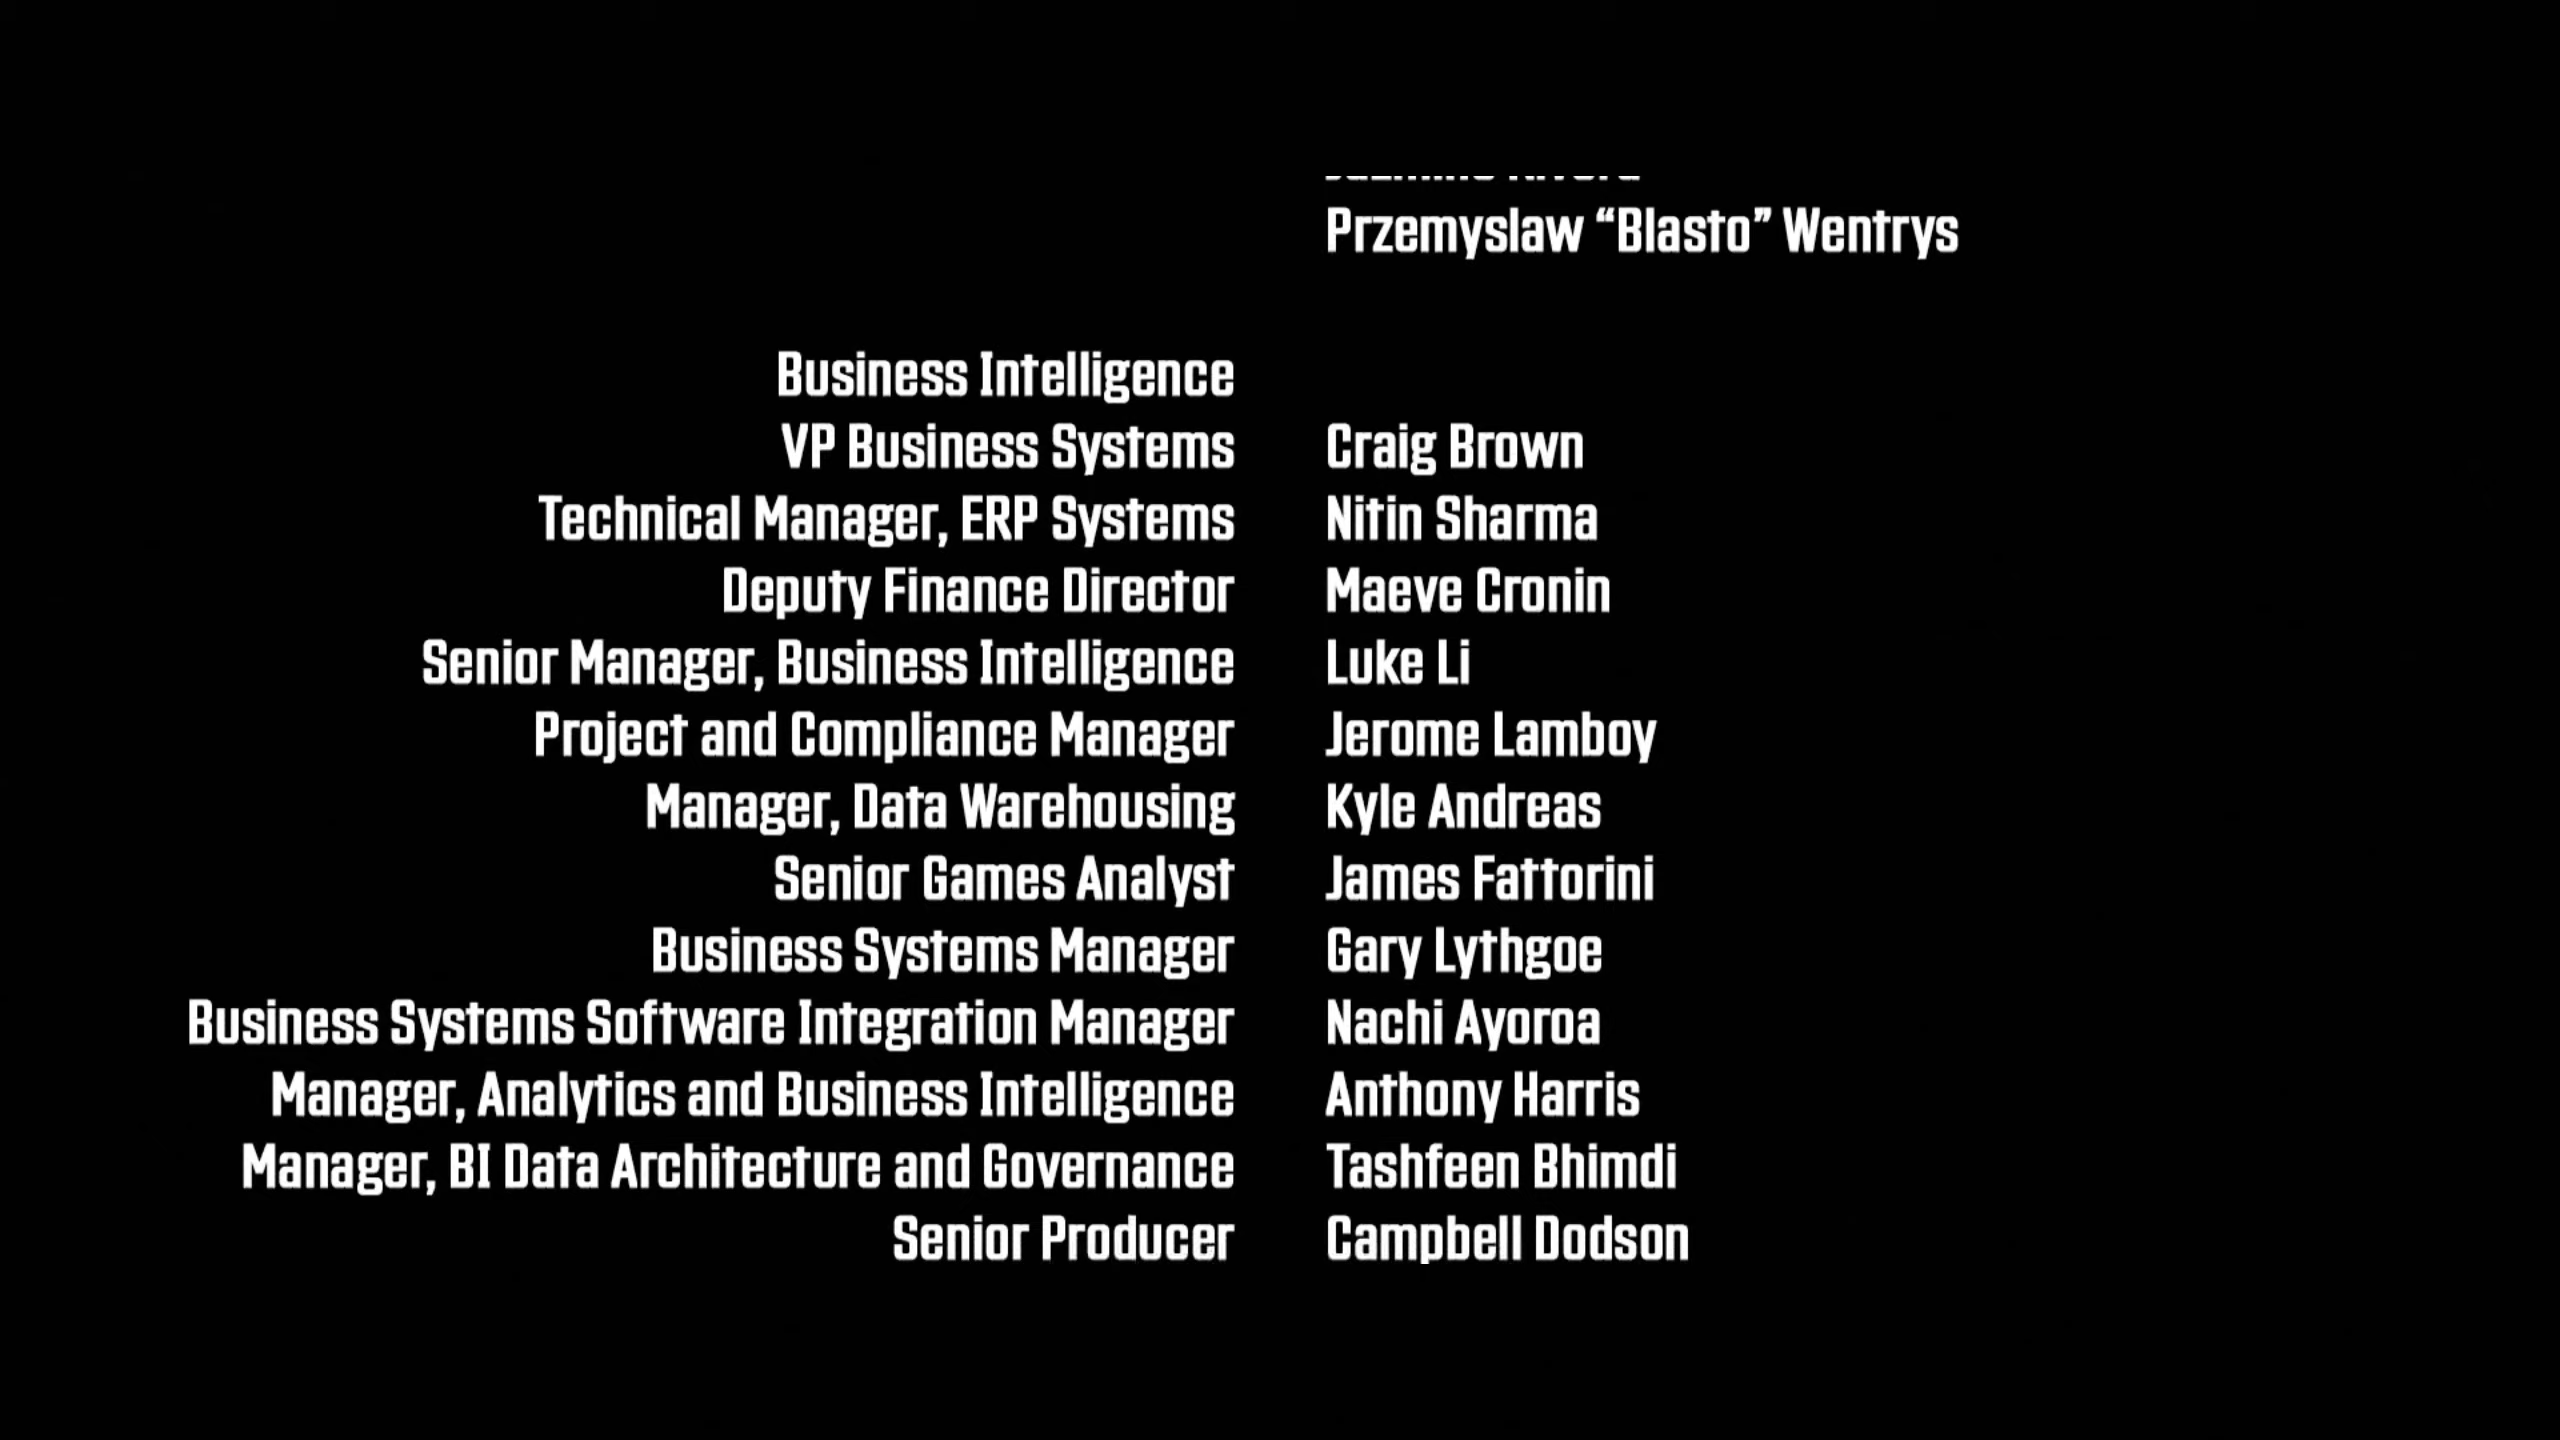 Przemyslaw “Blasto” Wentrys
Business Intelligence
VP Business Systems Craig Brown
Technical Manager, ERP Systems Nitin Sharma
Deputy Finance Director Maeve Cronin
Senior Manager, Business Intelligence Luke Li
Project and Compliance Manager Jerome Lamboy
Manager, Data Warehousing Kyle Andreas
Senior Games Analyst James Fattorini
Business Systems Manager Gary Lythgoe
Business Systems Software Integration Manager Nachi Ayoroa
Manager, Analytics and Business Intelligence Anthony Harris
Manager, BI Data Architecture and Governance Tashfeen Bhimdi
Senior Producer Campbell Dodson